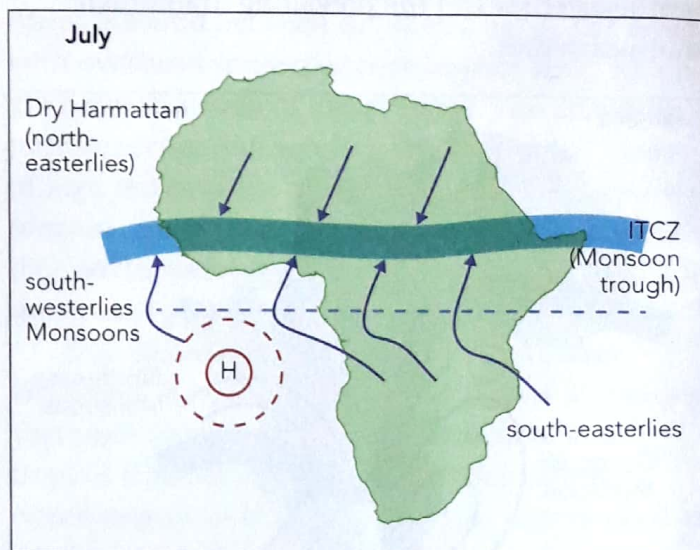 July
Dry Harmattan
(north-
easterlies)
ITCZ
(Monsoon
trough)
south-
westerlies
Monsoons
H
south-easterlies